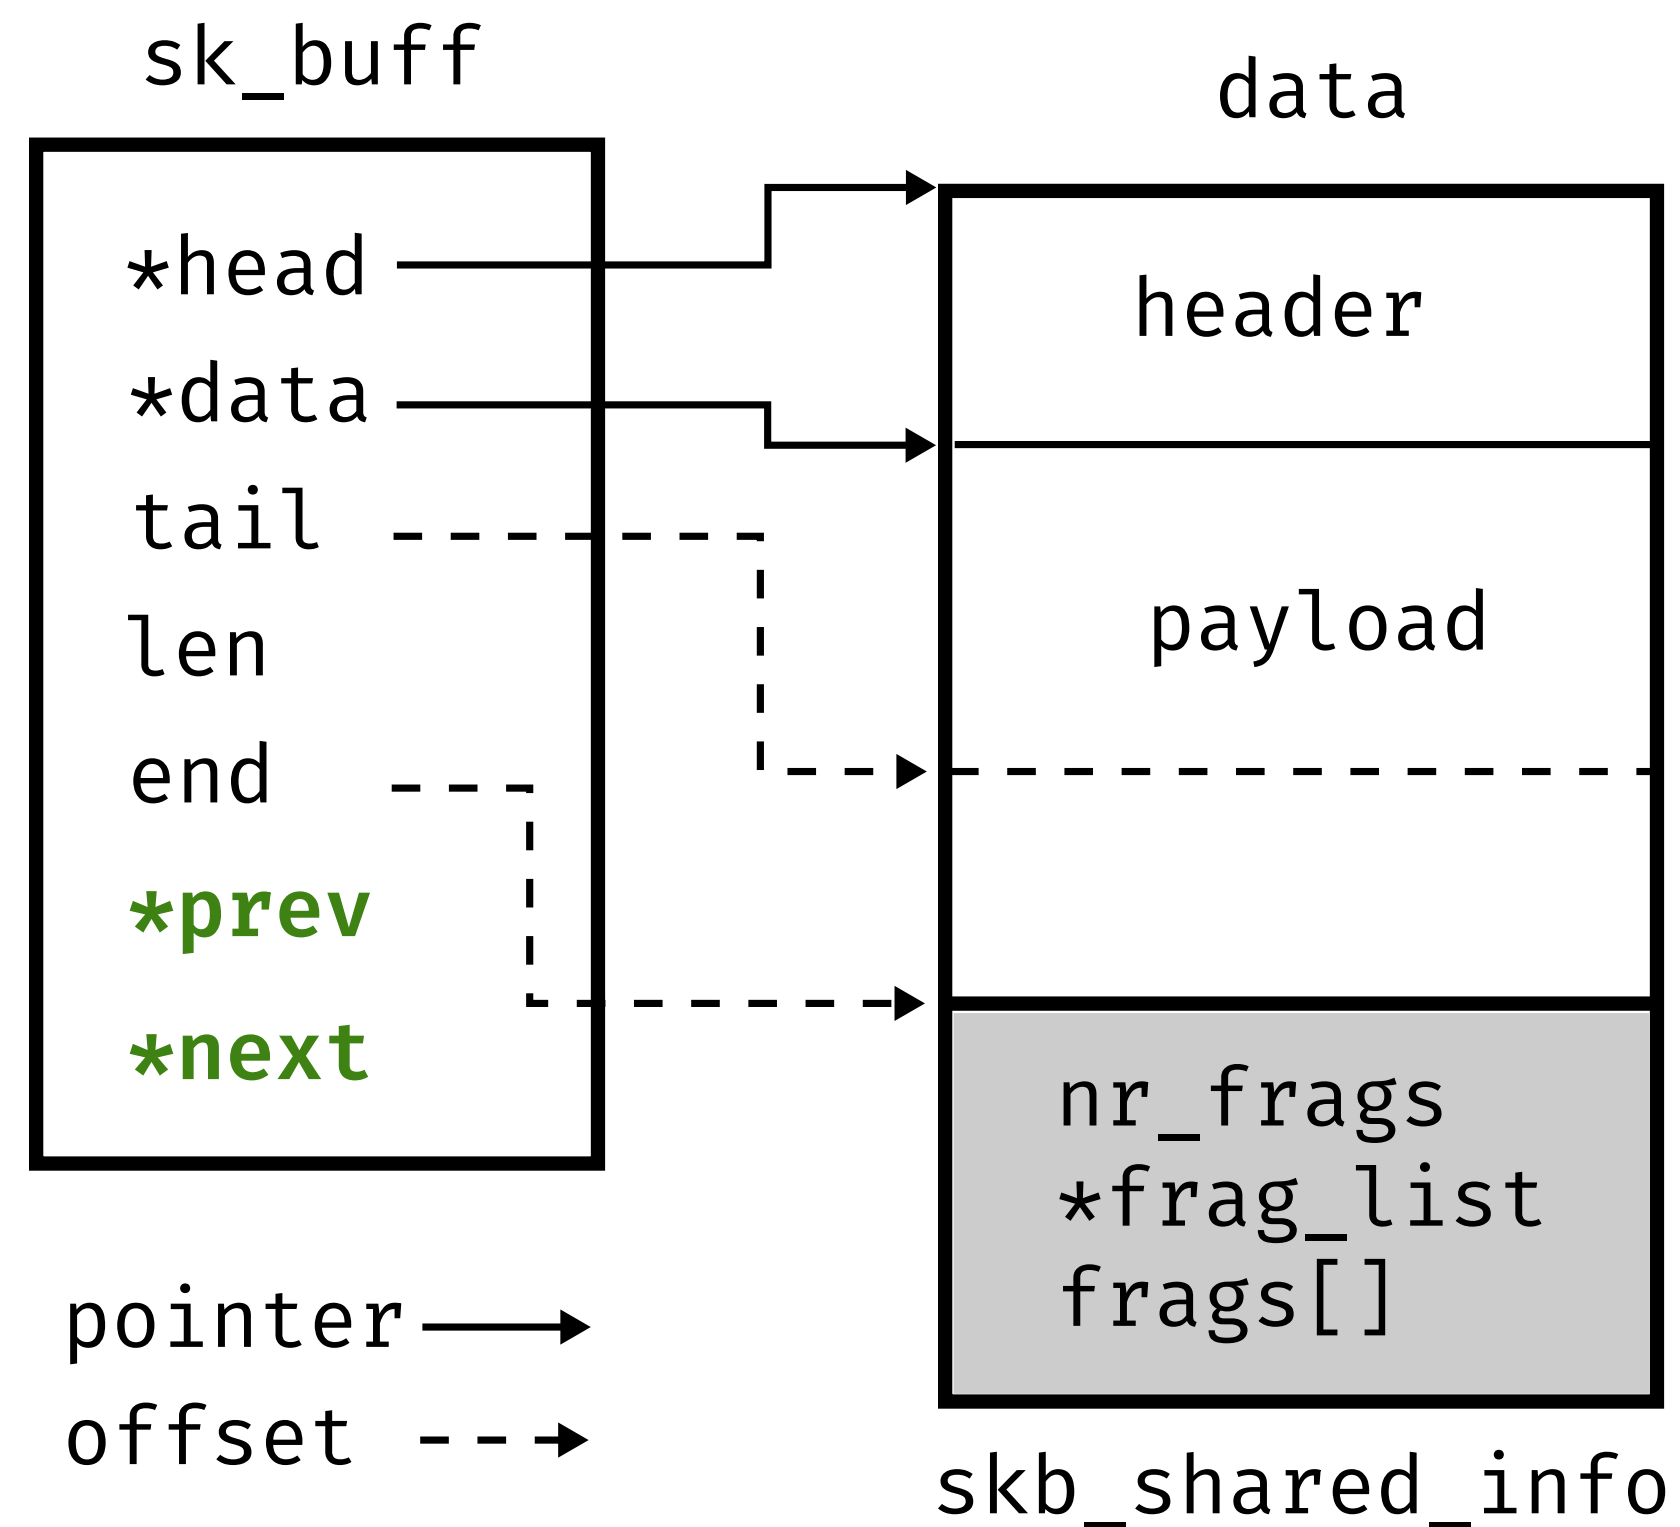 sk_buff
*head
*data
tail
len
end
*prev
*next
pointer
offset
data
header
payload
nr_frags
*frag_list
frags[]
skb_shared_info